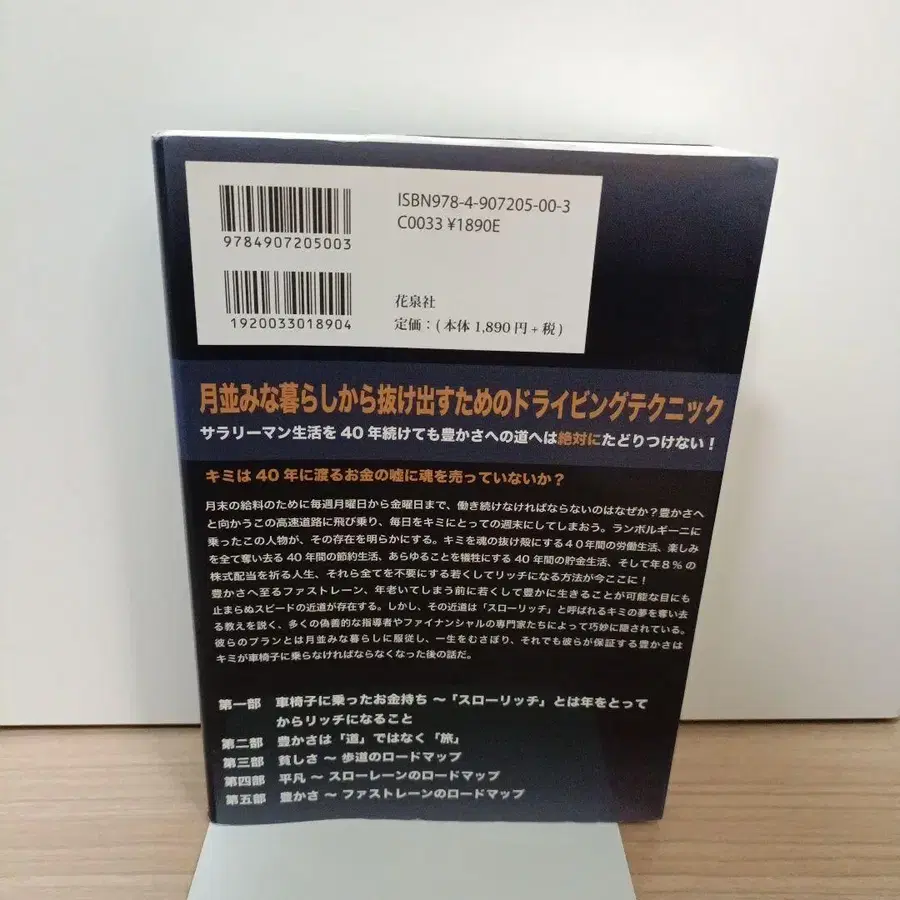 ISBN978-4-907205-00-3
C0033 ¥1890E
9784907205003
1920033018904
花泉社
定価：(本体1,890円+税)
月並みな暮らしから抜け出すためのドライビングテクニック
サラリーマン生活を40年続けても豊かさへの道へは絶対にたどりつけない！
キミは40年に渡るお金の嘘に魂を売っていないか？
月末の給料のために毎週月曜日から金曜日まで、働き続けなければならないのはなぜか？豊かさへ
と向かうこの高速道路に飛び乗り、毎日をキミにとっての週末にしてしまおう。ランボルギーニに
乗ったこの人物が、その存在を明らかにする。キミを魂の抜け殻にする40年間の労働生活、楽しみ
を全て奪い去る40年間の節約生活、あらゆることを犠牲にする40年間の貯金生活、そして年8％の
株式配当を祈る人生、それら全てを不要にする若くしてリッチになる方法が今ここに！
豊かさへ至るファストレーン、年老いてしまう前に若くして豊かに生きることが可能な目にも
止まらぬスピードの近道が存在する。しかし、その近道は「スローリッチ」と呼ばれるキミの夢を奪い去
る教えを説く、多くの偽善的な指導者やファイナンシャルの専門家たちによって巧妙に隠されている。
彼らのプランとは月並みな暮らしに服従し、一生をむさぼり、それでも彼らが保証する豊かさは
キミが車椅子に乗らなければならなくなった後の話だ。
第一部 車椅子に乗ったお金持ち 〜「スローリッチ」とは年をとって
からリッチになること
第二部 豊かさは「道」ではなく「旅」
第三部 貧しさ 〜 歩道のロードマップ
第四部 平凡 〜 スローレーンのロードマップ
第五部 豊かさ 〜 ファストレーンのロードマップ